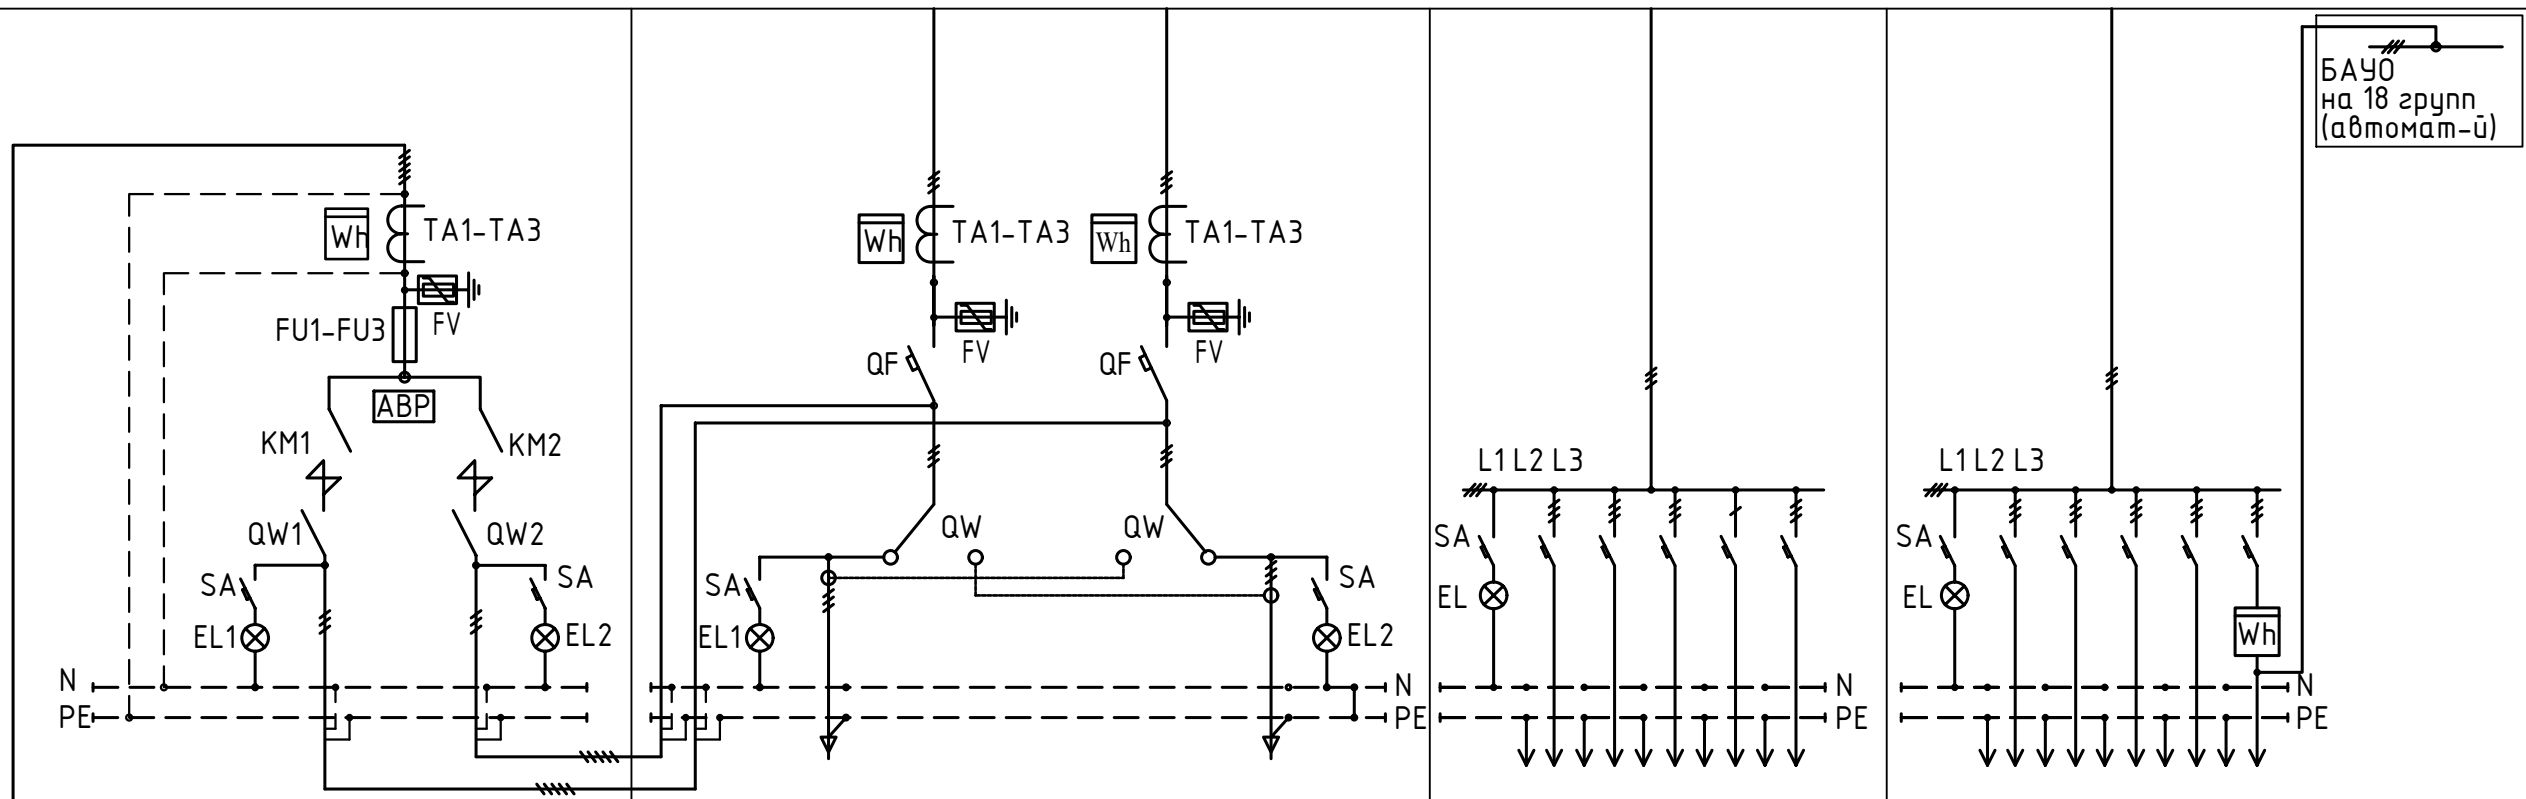 БАУО
на 18 групп
(автомат-й)
Wh
TA1-TA3
FU1-FU3
FV
АВР
KM1
KM2
QW1
QW2
SA
SA
EL1
EL2
N
PE
Wh
TA1-TA3
Wh
TA1-TA3
FV
FV
QF
QF
QW
QW
SA
SA
EL1
EL2
N
PE
L1 L2 L3
SA
EL
N
PE
L1 L2 L3
SA
EL
Wh
N
PE